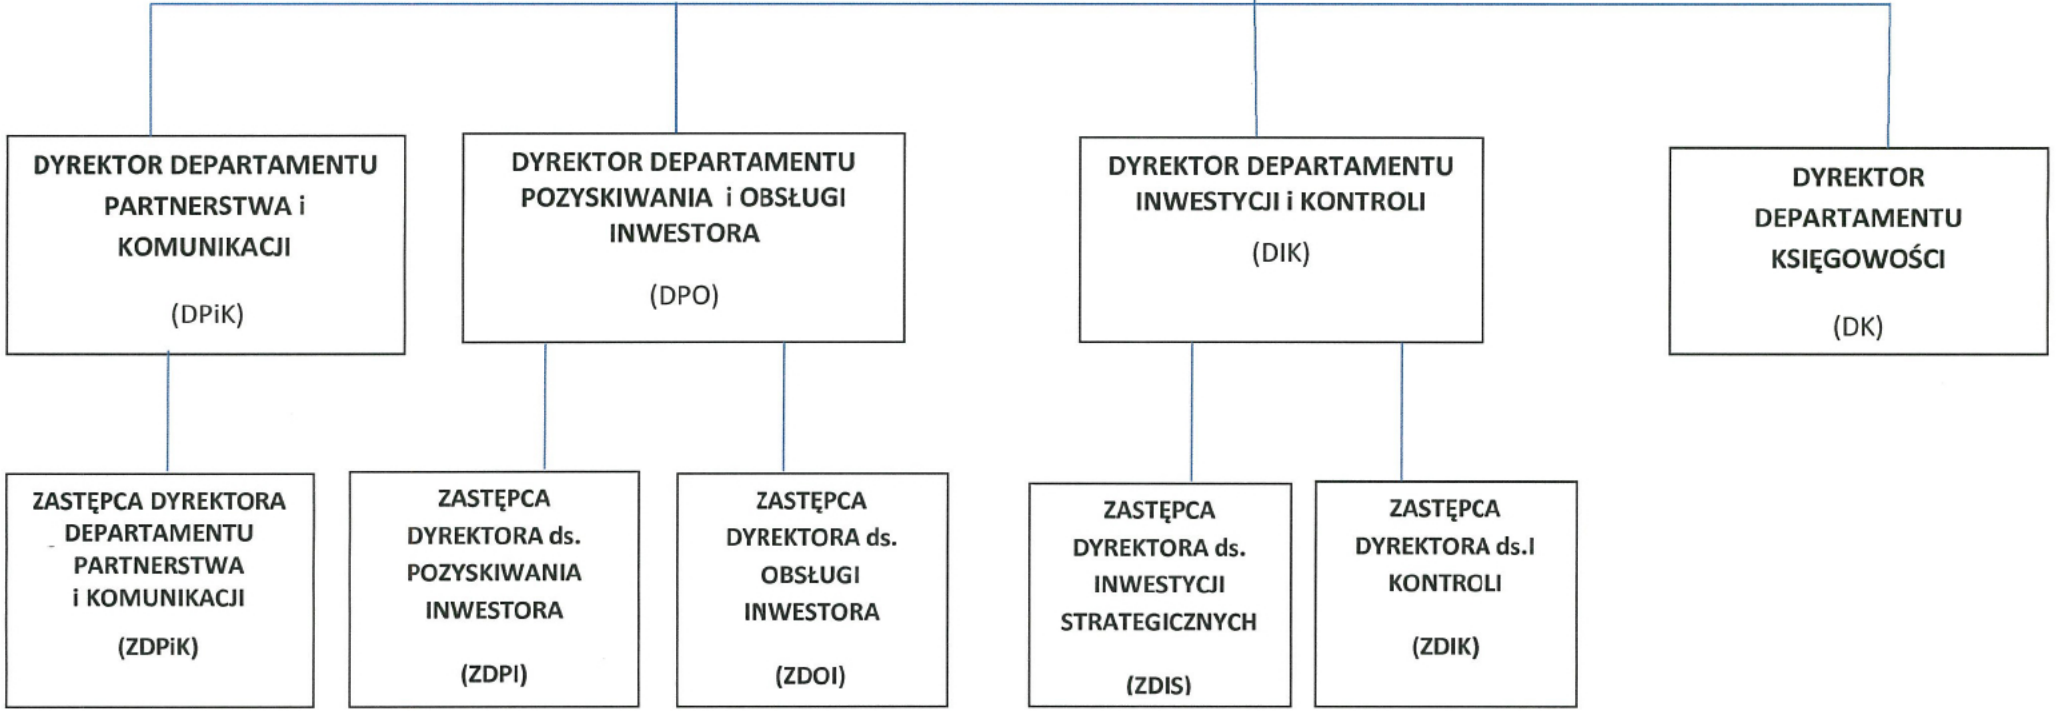 DYREKTOR DEPARTAMENTU
PARTNERSTWA i
KOMUNIKACJI
(DPiK)
DYREKTOR DEPARTAMENTU
POZYSKIWANIA i OBSŁUGI
INWESTORA
(DPO)
DYREKTOR DEPARTAMENTU
INWESTYCJI i KONTROLI
(DIK)
DYREKTOR
DEPARTAMENTU
KSIĘGOWOŚCI
(DK)
ZASTĘPCA DYREKTORA
DEPARTAMENTU
PARTNERSTWA
i KOMUNIKACJI
(ZDPiK)
ZASTĘPCA
DYREKTORA ds.
POZYSKIWANIA
INWESTORA
(ZDPI)
ZASTĘPCA
DYREKTORA ds.
OBSŁUGI
INWESTORA
(ZDOI)
ZASTĘPCA
DYREKTORA ds.
INWESTYCJI
STRATEGICZNYCH
(ZDIS)
ZASTĘPCA
DYREKTORA ds.I
KONTROLI
(ZDIK)